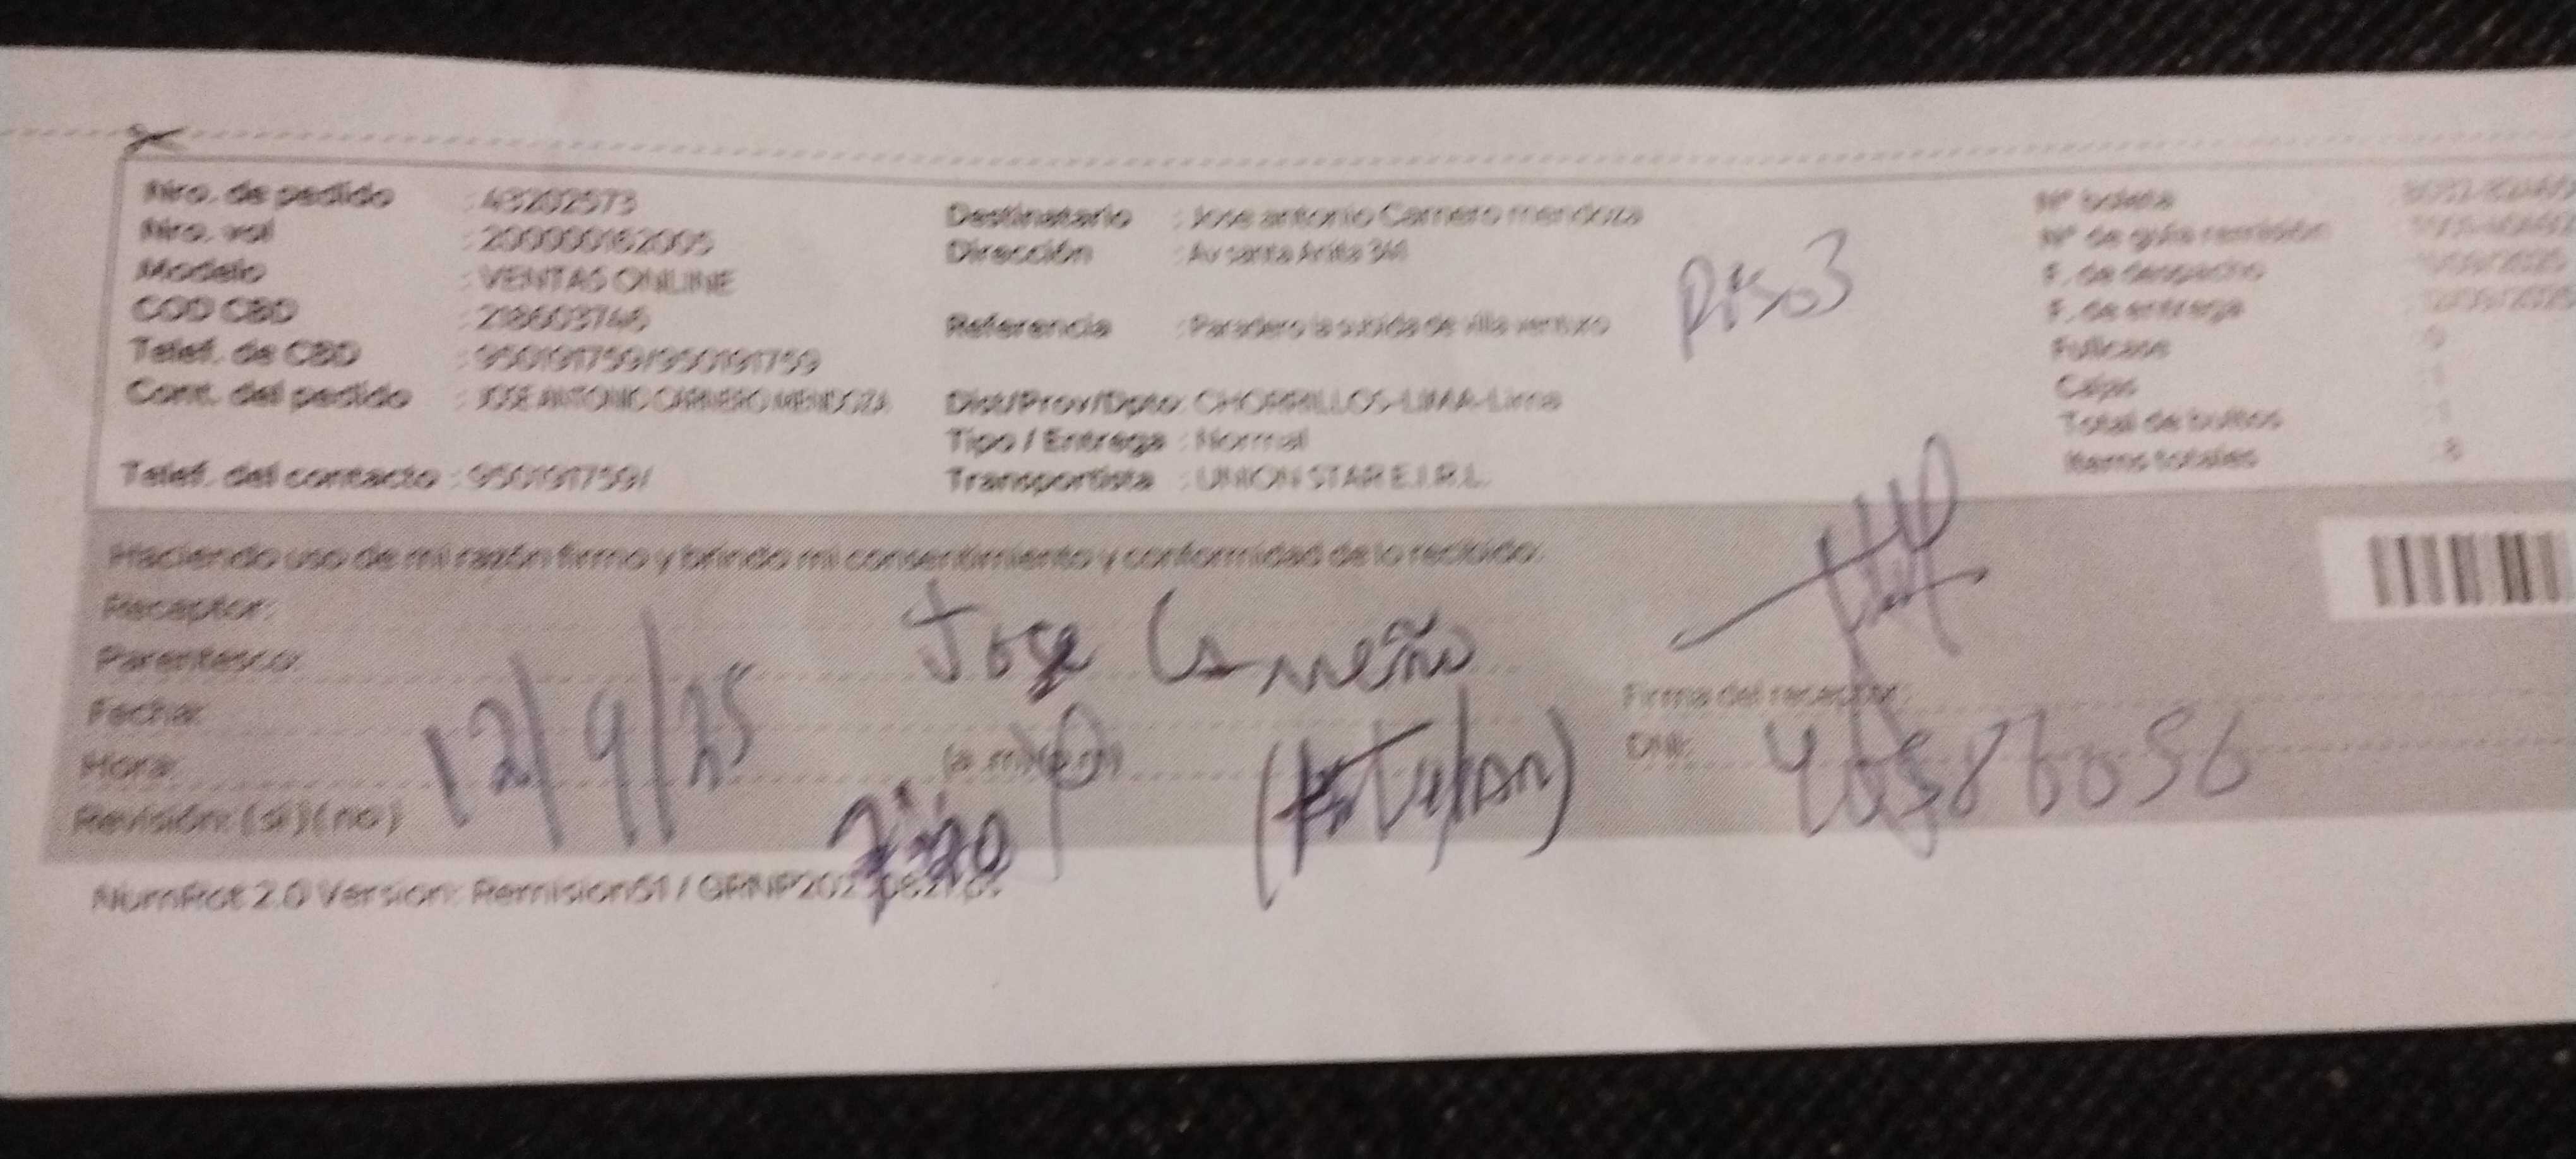 Nro. de pedido : 43202573
Nro. vol : 200000162005
Modelo : VENTAS ONLINE
COD CBD : 218603746
Telef. de CBD : 950191759/950191759
Cont. del pedido : JOSE ANTONIO CARNERO MENDOZA
Telef. del contacto : 950191759/
Destinatario : Jose antonio Carnero mendoza
Dirección : Av santa Anita 341
Referencia : Paradero la subida de villa venturo
Dist/Prov/Dpto: CHORRILLOS-LIMA-Lima
Tipo / Entrega : Normal
Transportista : UNION STAR E.I.R.L.
Piso 3
N° boleta
N° de guía remisión
F. de despacho
F. de entrega
Fullcase : 0
Cajas : 1
Total de bultos : 1
Items totales : 8
Haciendo uso de mi razón firmo y brindo mi consentimiento y conformidad de lo recibido:
Receptor:
Parentesco: Jose
Fecha: 12/9/25
Hora: (a.m) (p.m)
Revisión: ( si ) ( no )
Firma del receptor:
DNI:
NumRot 2.0 Version: Remision51 /